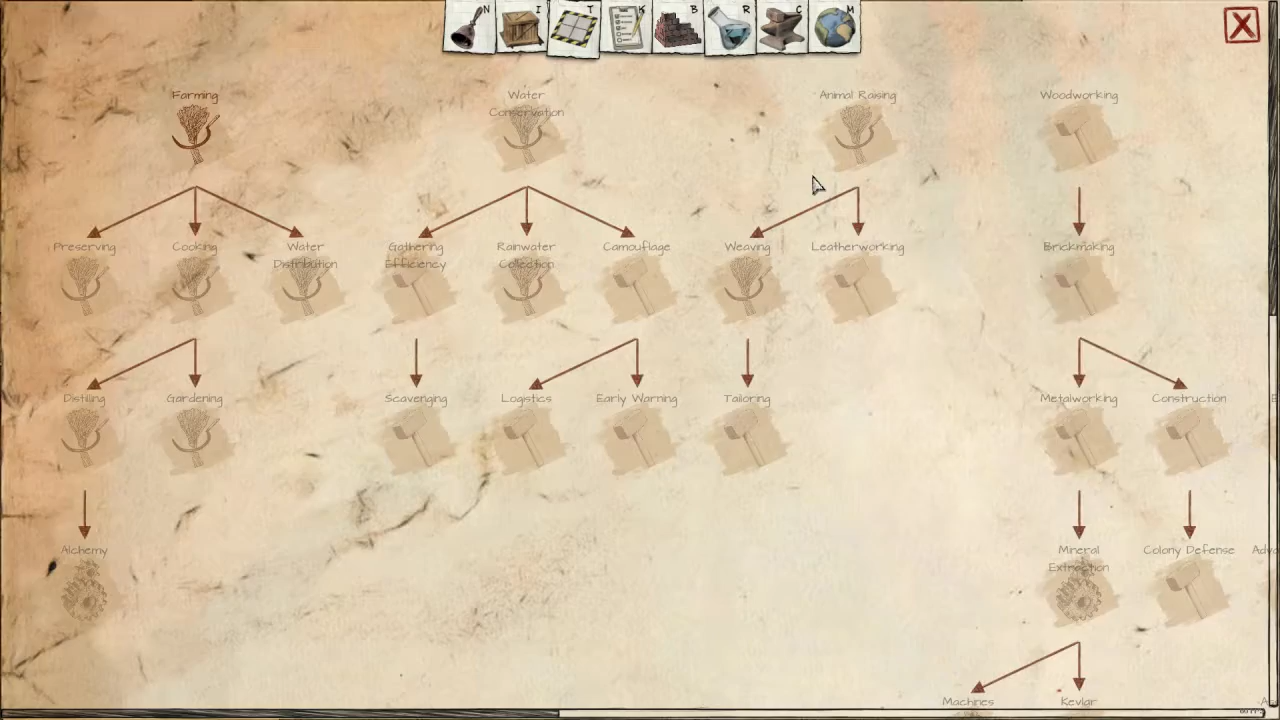 N I T K B R C M
X
Farming
Water
Conservation
Animal Raising
Woodworking
Preserving
Cooking
Water
Distribution
Gathering
Efficiency
Rainwater
Collection
Camouflage
Weaving
Leatherworking
Brickmaking
Distilling
Gardening
Scavenging
Logistics
Early Warning
Tailoring
Metalworking
Construction
Alchemy
Mineral
Extraction
Colony Defense
Machines
Kevlar